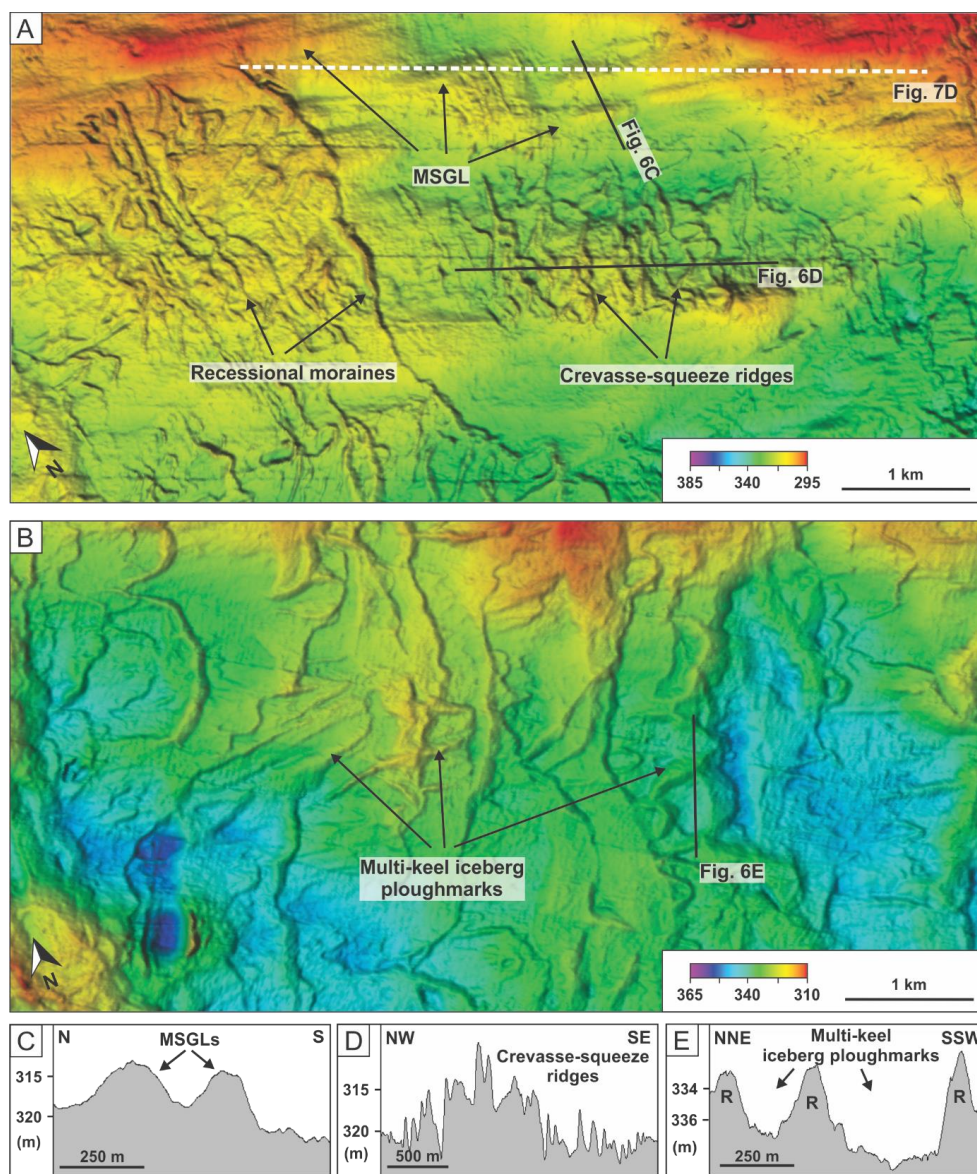 A
Fig. 7D
Fig. 6C
MSGL
Fig. 6D
Recessional moraines
Crevasse-squeeze ridges
N
385 340 295
1 km
B
Multi-keel iceberg
ploughmarks
Fig. 6E
N
365 340 310
1 km
C
N MSGLs S
315
320
(m)
250 m
D
NW SE
Crevasse-squeeze
ridges
315
320
(m)
500 m
E
NNE Multi-keel SSW
iceberg ploughmarks
334
R R R
336
(m)
250 m